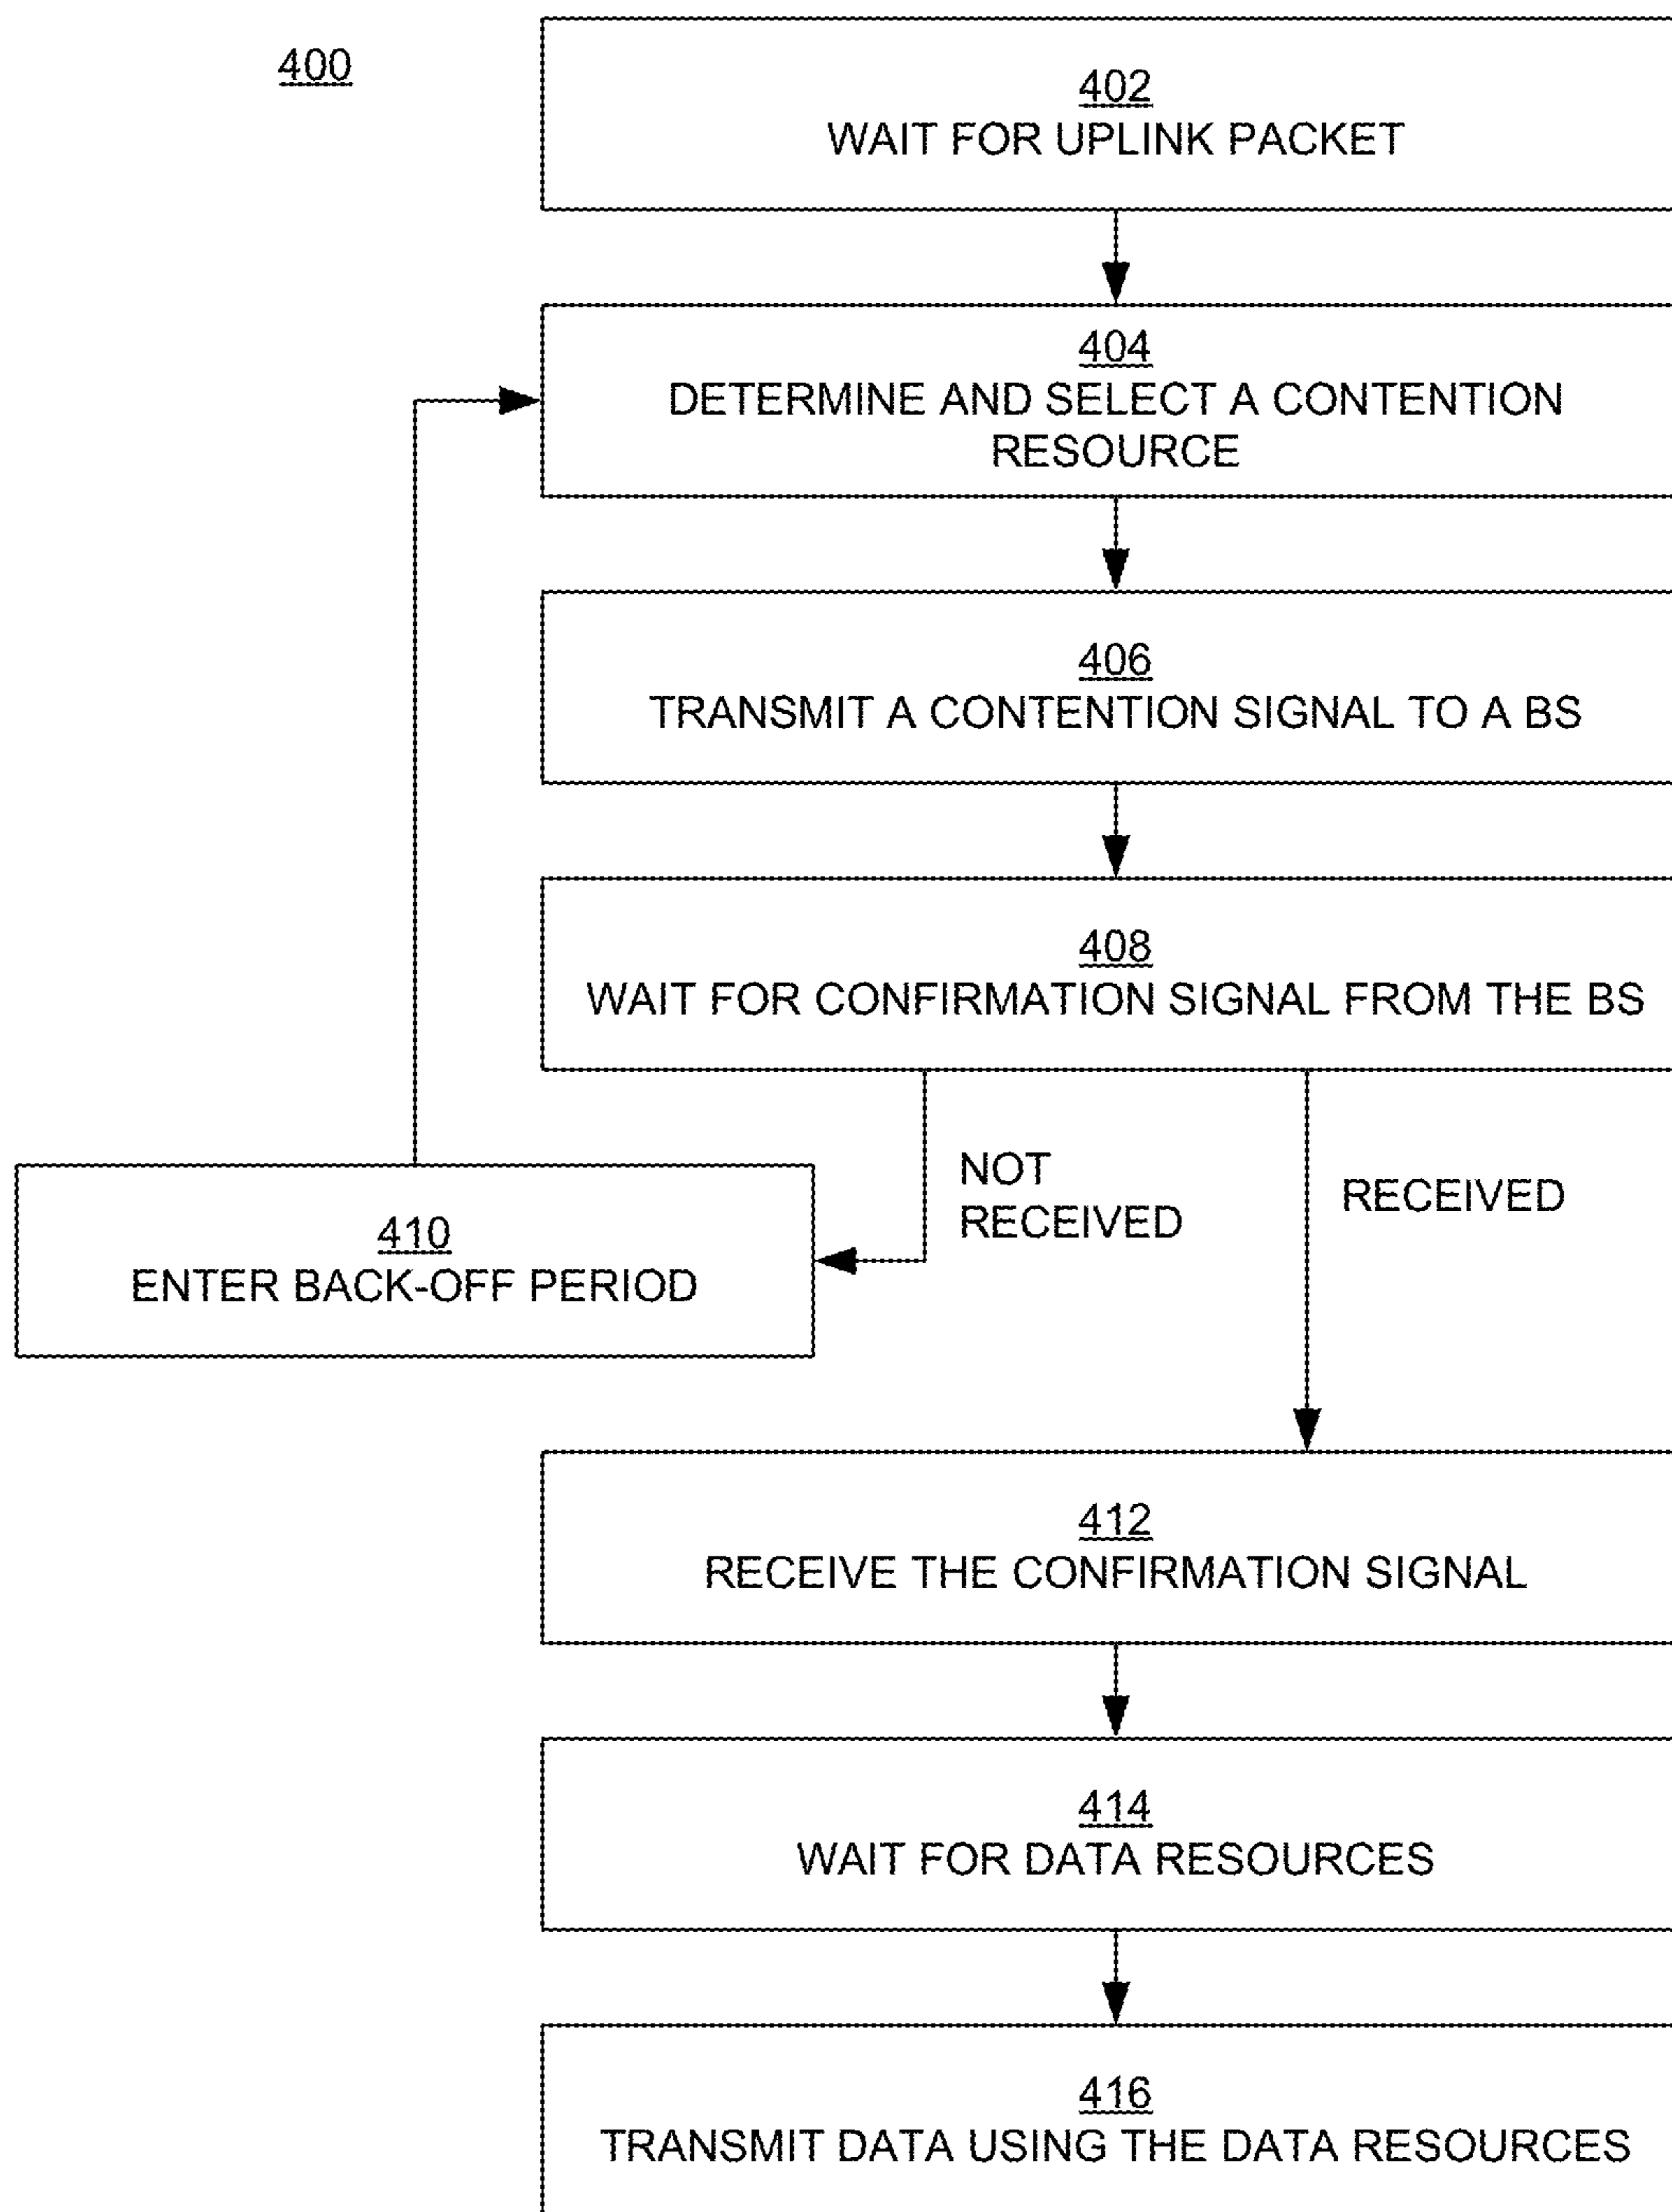 400
402
WAIT FOR UPLINK PACKET
404
DETERMINE AND SELECT A CONTENTION
RESOURCE
406
TRANSMIT A CONTENTION SIGNAL TO A BS
408
WAIT FOR CONFIRMATION SIGNAL FROM THE BS
NOT
RECEIVED
RECEIVED
410
ENTER BACK-OFF PERIOD
412
RECEIVE THE CONFIRMATION SIGNAL
414
WAIT FOR DATA RESOURCES
416
TRANSMIT DATA USING THE DATA RESOURCES